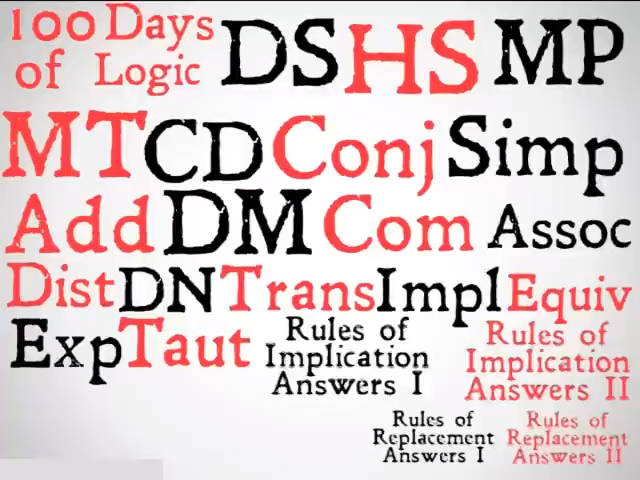 100 Days of Logic
DS HS MP
MT CD Conj Simp
Add DM Com Assoc
Dist DN Trans Impl Equiv
Exp Taut
Rules of
Implication
Answers I
Rules of
Implication
Answers II
Rules of
Replacement
Answers I
Rules of
Replacement
Answers II